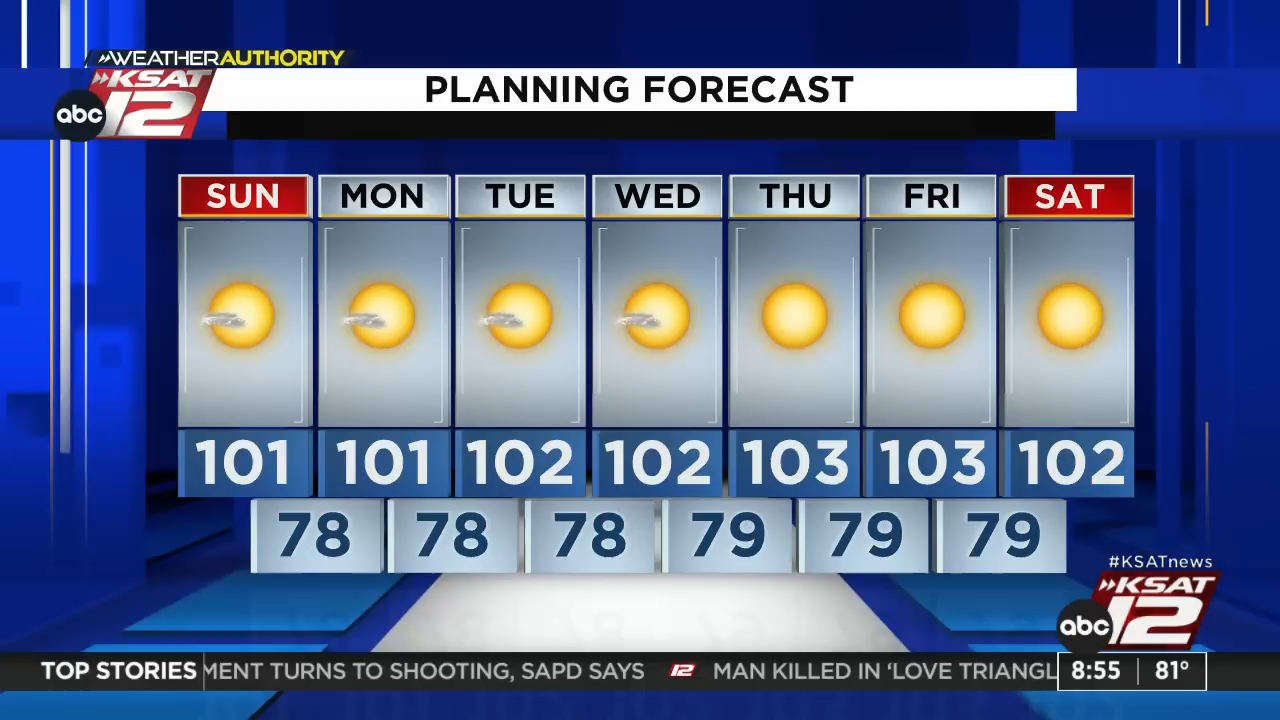 WEATHERAUTHORITY
KSAT
abc 12
PLANNING FORECAST
SUN MON TUE WED THU FRI SAT
101 101 102 102 103 103 102
78 78 78 79 79 79
#KSATnews
KSAT
abc 12
TOP STORIES MENT TURNS TO SHOOTING, SAPD SAYS 12 MAN KILLED IN ‘LOVE TRIANGL 8:55 81°